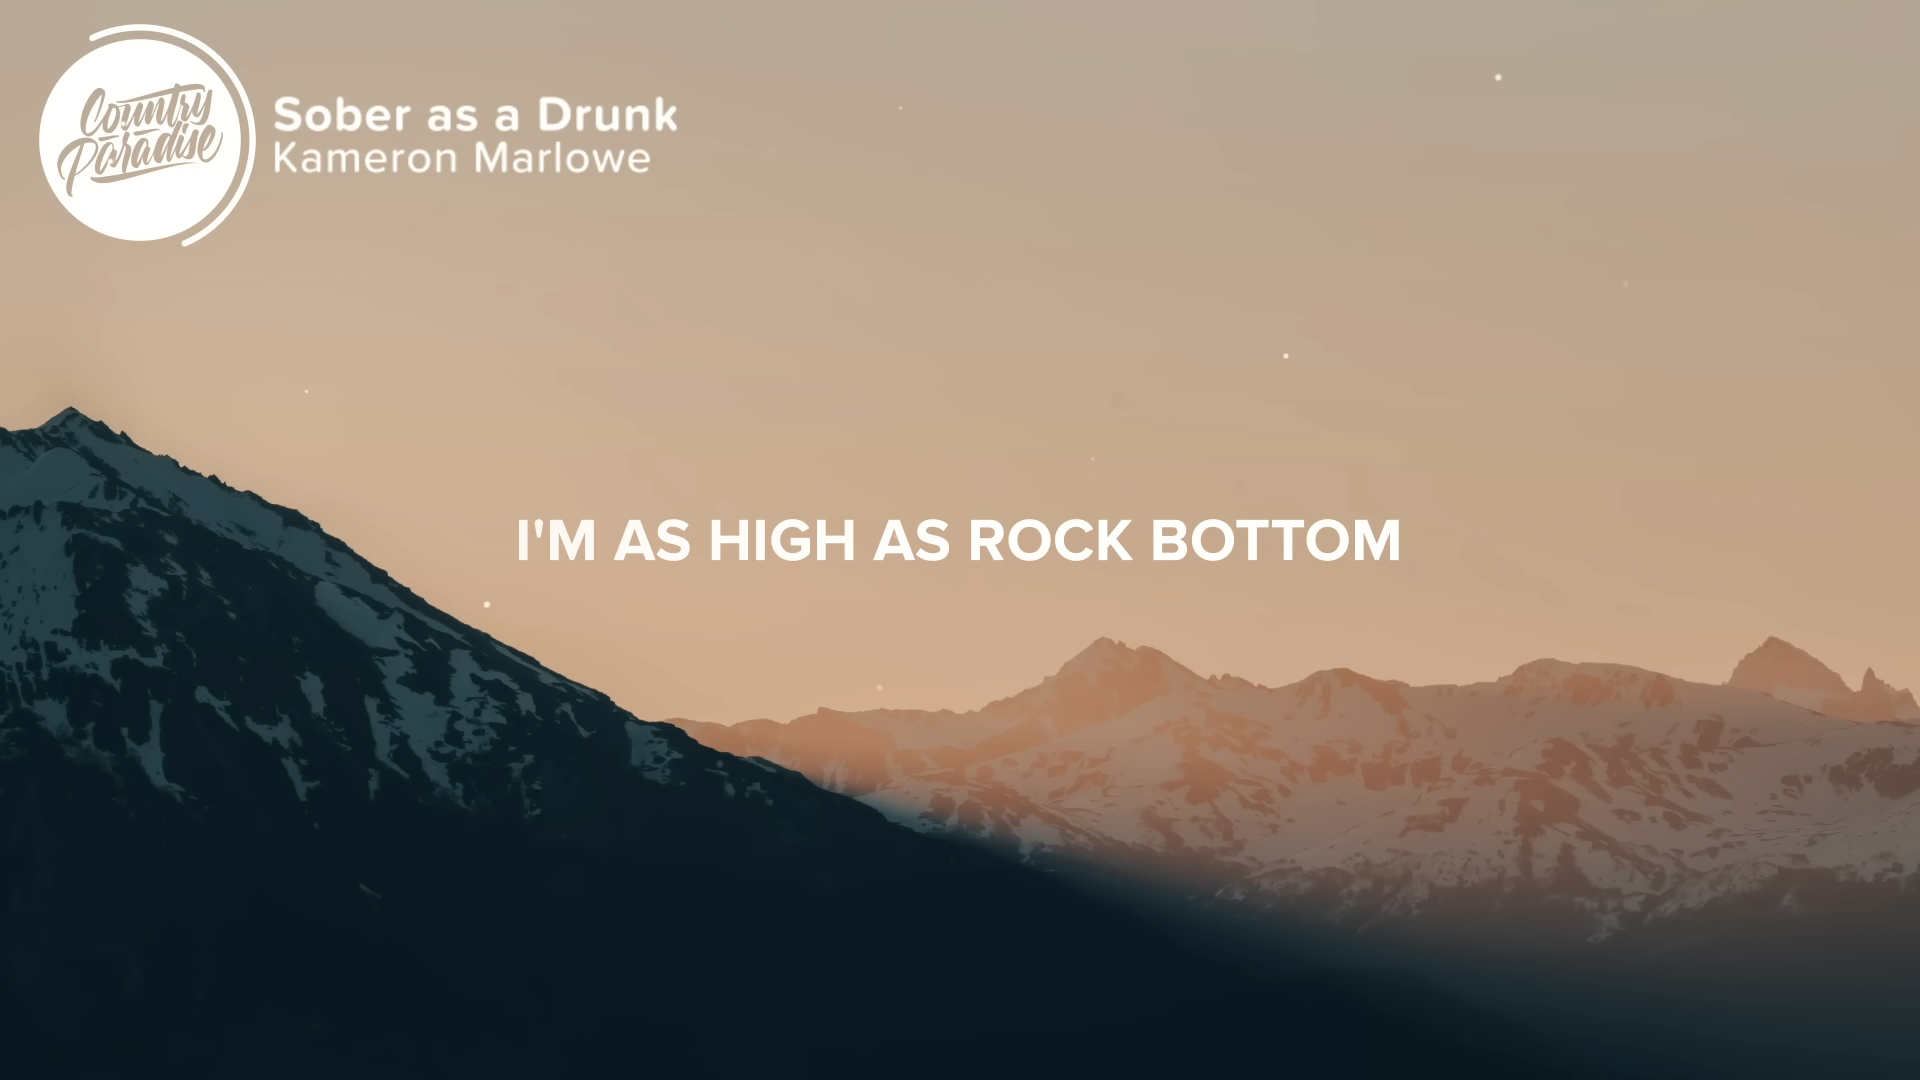 Country
Paradise
Sober as a Drunk
Kameron Marlowe
I'M AS HIGH AS ROCK BOTTOM